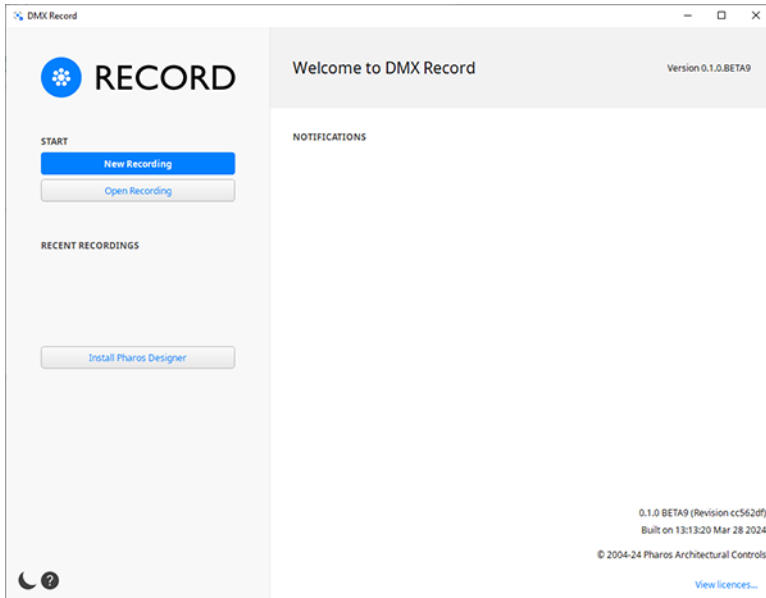 DMX Record
RECORD
START
New Recording
Open Recording
RECENT RECORDINGS
Install Pharos Designer
?
Welcome to DMX Record
Version 0.1.0.BETA9
NOTIFICATIONS
0.1.0 BETA9 (Revision cc562df)
Built on 13:13:20 Mar 28 2024
© 2004-24 Pharos Architectural Controls
View licences...